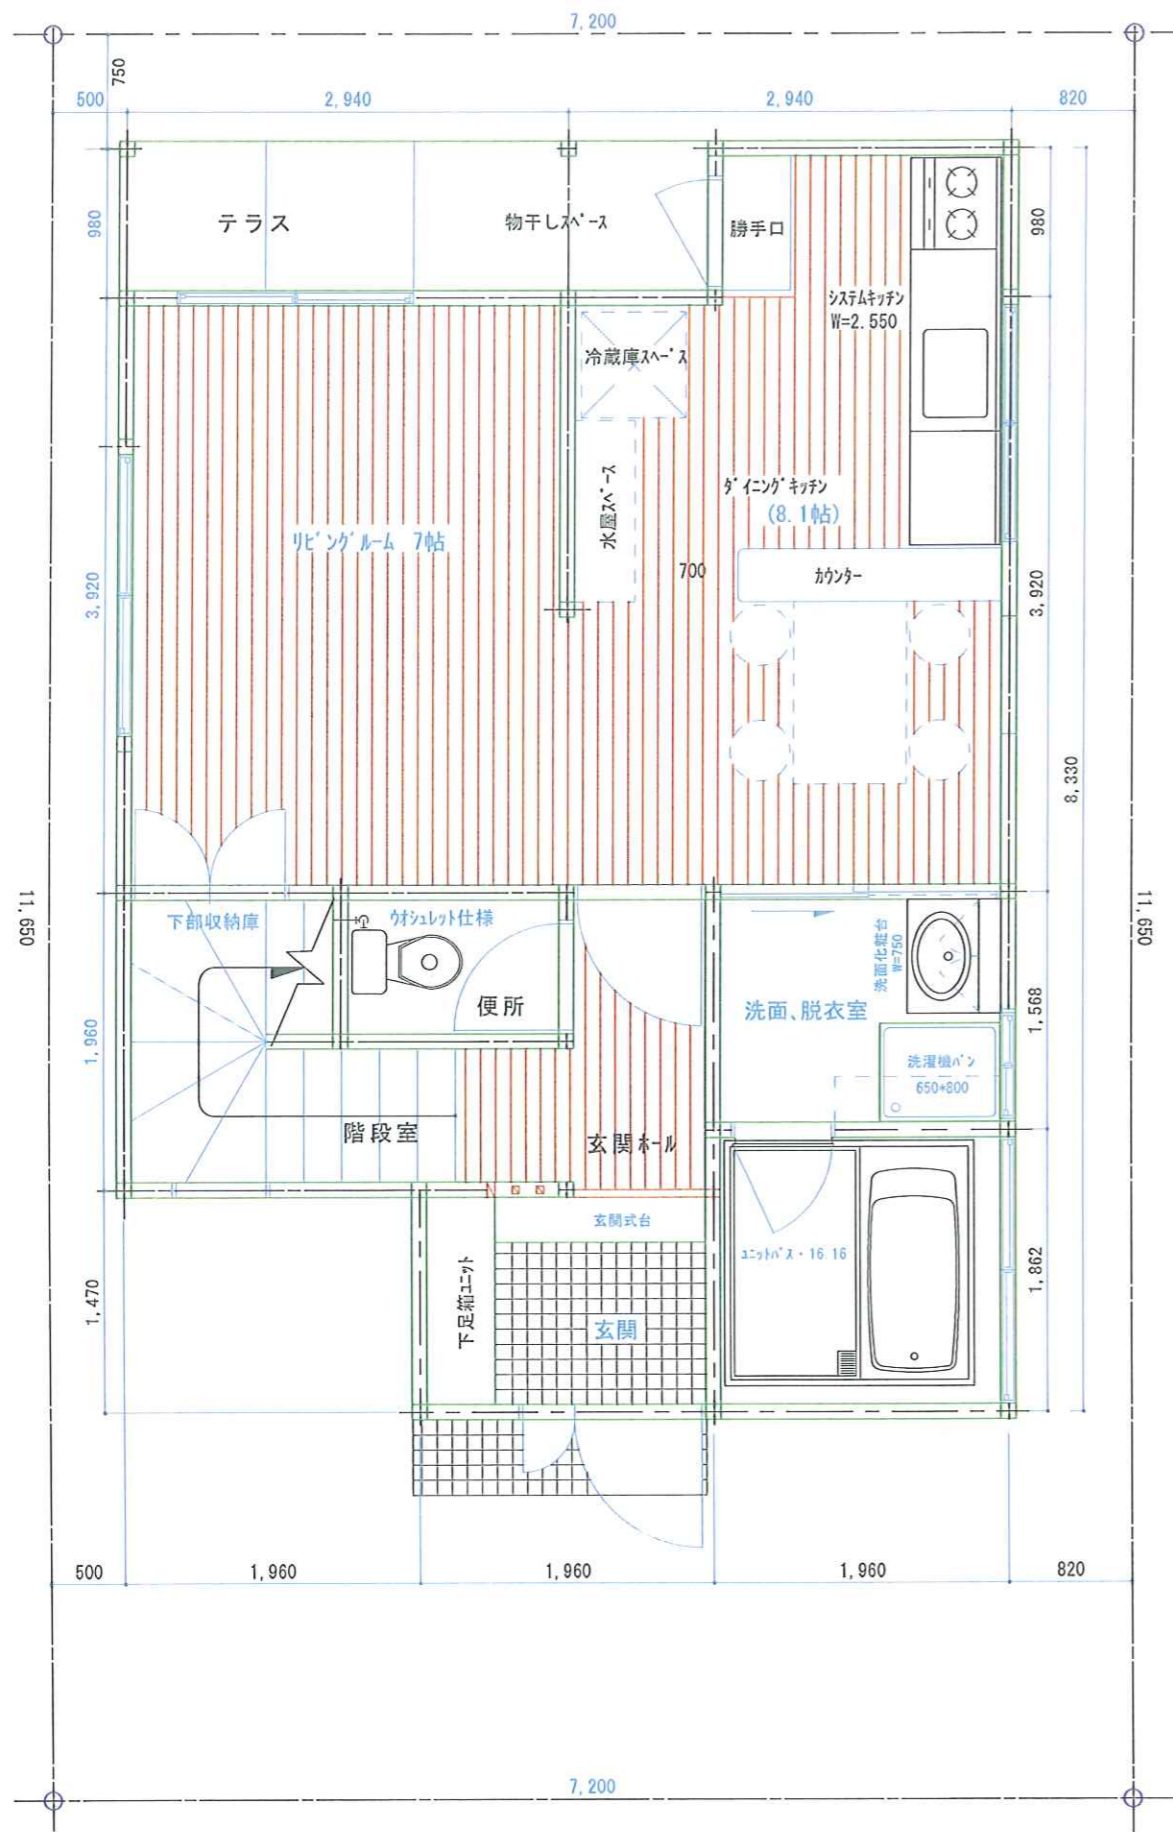 7,200
750
500
2,940
2,940
820
980
テラス
物干しスペース
勝手口
980
システムキッチン
W=2.550
冷蔵庫スペース
水屋スペース
ダイニングキッチン
(8.1帖)
リビングルーム 7帖
700
カウンター
3,920
3,920
8,330
11,650
11,650
下部収納庫
ウオシュレット仕様
洗面化粧台
W=750
便所
洗面、脱衣室
1,960
1,568
洗濯機パン
650*800
階段室
玄関ホール
玄関式台
ユニットバス・16.16
下足箱ユニット
玄関
1,470
1,862
500
1,960
1,960
1,960
820
7,200